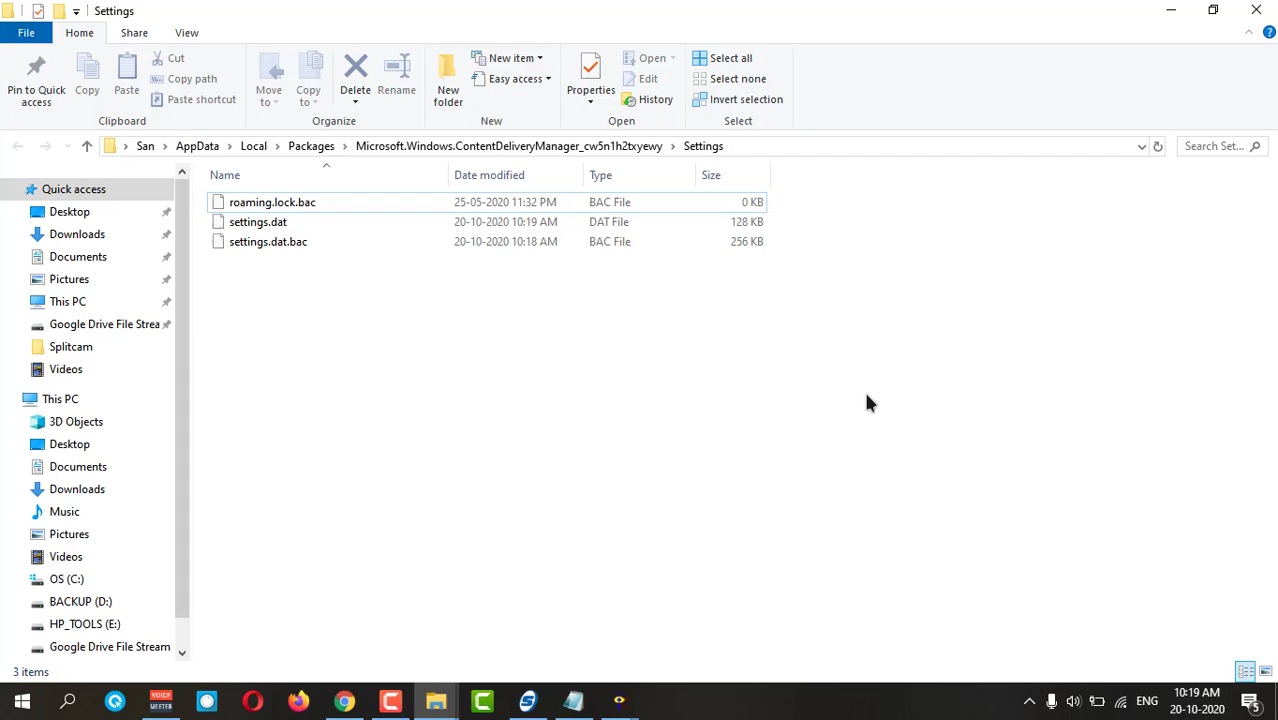 Settings
File Home Share View
Pin to Quick access
Copy
Paste
Cut
Copy path
Paste shortcut
Clipboard
Move to
Copy to
Delete
Rename
Organize
New folder
New item
Easy access
New
Properties
Open
Edit
History
Open
Select all
Select none
Invert selection
Select
San AppData Local Packages Microsoft.Windows.ContentDeliveryManager_cw5n1h2txyewy Settings
Search Set...
Quick access
Desktop
Downloads
Documents
Pictures
This PC
Google Drive File Strea
Splitcam
Videos
This PC
3D Objects
Desktop
Documents
Downloads
Music
Pictures
Videos
OS (C:)
BACKUP (D:)
HP_TOOLS (E:)
Google Drive File Stream
Name Date modified Type Size
roaming.lock.bac 25-05-2020 11:32 PM BAC File 0 KB
settings.dat 20-10-2020 10:19 AM DAT File 128 KB
settings.dat.bac 20-10-2020 10:18 AM BAC File 256 KB
3 items
VOICE
MEETER
ENG
10:19 AM
20-10-2020
5